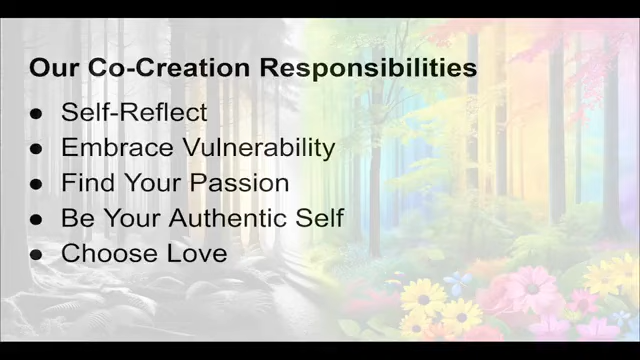 Our Co-Creation Responsibilities
● Self-Reflect
● Embrace Vulnerability
● Find Your Passion
● Be Your Authentic Self
● Choose Love